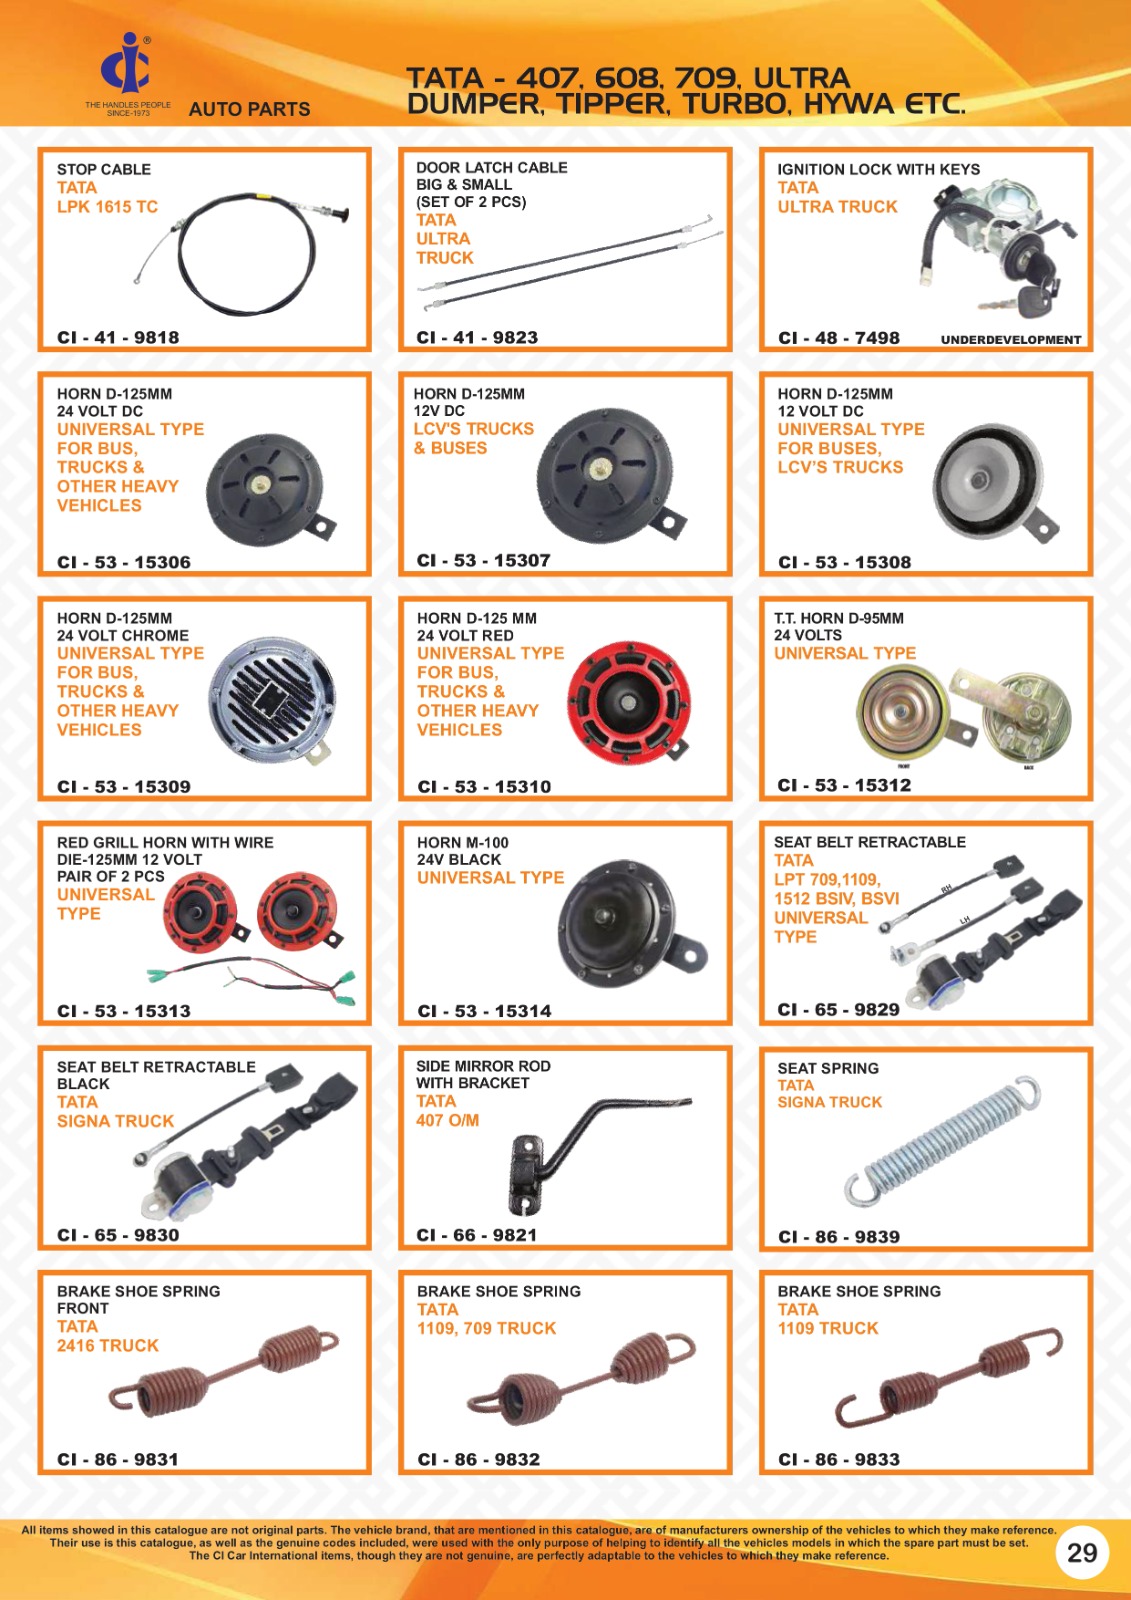 ®
THE HANDLES PEOPLE
SINCE-1973
AUTO PARTS
TATA - 407, 608, 709, ULTRA
DUMPER, TIPPER, TURBO, HYWA ETC.
STOP CABLE
TATA
LPK 1615 TC
CI - 41 - 9818
DOOR LATCH CABLE
BIG & SMALL
(SET OF 2 PCS)
TATA
ULTRA
TRUCK
CI - 41 - 9823
IGNITION LOCK WITH KEYS
TATA
ULTRA TRUCK
CI - 48 - 7498
UNDERDEVELOPMENT
HORN D-125MM
24 VOLT DC
UNIVERSAL TYPE
FOR BUS,
TRUCKS &
OTHER HEAVY
VEHICLES
CI - 53 - 15306
HORN D-125MM
12V DC
LCV'S TRUCKS
& BUSES
CI - 53 - 15307
HORN D-125MM
12 VOLT DC
UNIVERSAL TYPE
FOR BUSES,
LCV'S TRUCKS
CI - 53 - 15308
HORN D-125MM
24 VOLT CHROME
UNIVERSAL TYPE
FOR BUS,
TRUCKS &
OTHER HEAVY
VEHICLES
CI - 53 - 15309
HORN D-125 MM
24 VOLT RED
UNIVERSAL TYPE
FOR BUS,
TRUCKS &
OTHER HEAVY
VEHICLES
CI - 53 - 15310
T.T. HORN D-95MM
24 VOLTS
UNIVERSAL TYPE
FRONT
BACK
CI - 53 - 15312
RED GRILL HORN WITH WIRE
DIE-125MM 12 VOLT
PAIR OF 2 PCS
UNIVERSAL
TYPE
CI - 53 - 15313
HORN M-100
24V BLACK
UNIVERSAL TYPE
CI - 53 - 15314
SEAT BELT RETRACTABLE
TATA
LPT 709,1109,
1512 BSIV, BSVI
UNIVERSAL
TYPE
RH
LH
CI - 65 - 9829
SEAT BELT RETRACTABLE
BLACK
TATA
SIGNA TRUCK
CI - 65 - 9830
SIDE MIRROR ROD
WITH BRACKET
TATA
407 O/M
CI - 66 - 9821
SEAT SPRING
TATA
SIGNA TRUCK
CI - 86 - 9839
BRAKE SHOE SPRING
FRONT
TATA
2416 TRUCK
CI - 86 - 9831
BRAKE SHOE SPRING
TATA
1109, 709 TRUCK
CI - 86 - 9832
BRAKE SHOE SPRING
TATA
1109 TRUCK
CI - 86 - 9833
All items showed in this catalogue are not original parts. The vehicle brand, that are mentioned in this catalogue, are of manufacturers ownership of the vehicles to which they make reference.
Their use is this catalogue, as well as the genuine codes included, were used with the only purpose of helping to identify all the vehicles models in which the spare part must be set.
The CI Car International items, though they are not genuine, are perfectly adaptable to the vehicles to which they make reference.
29